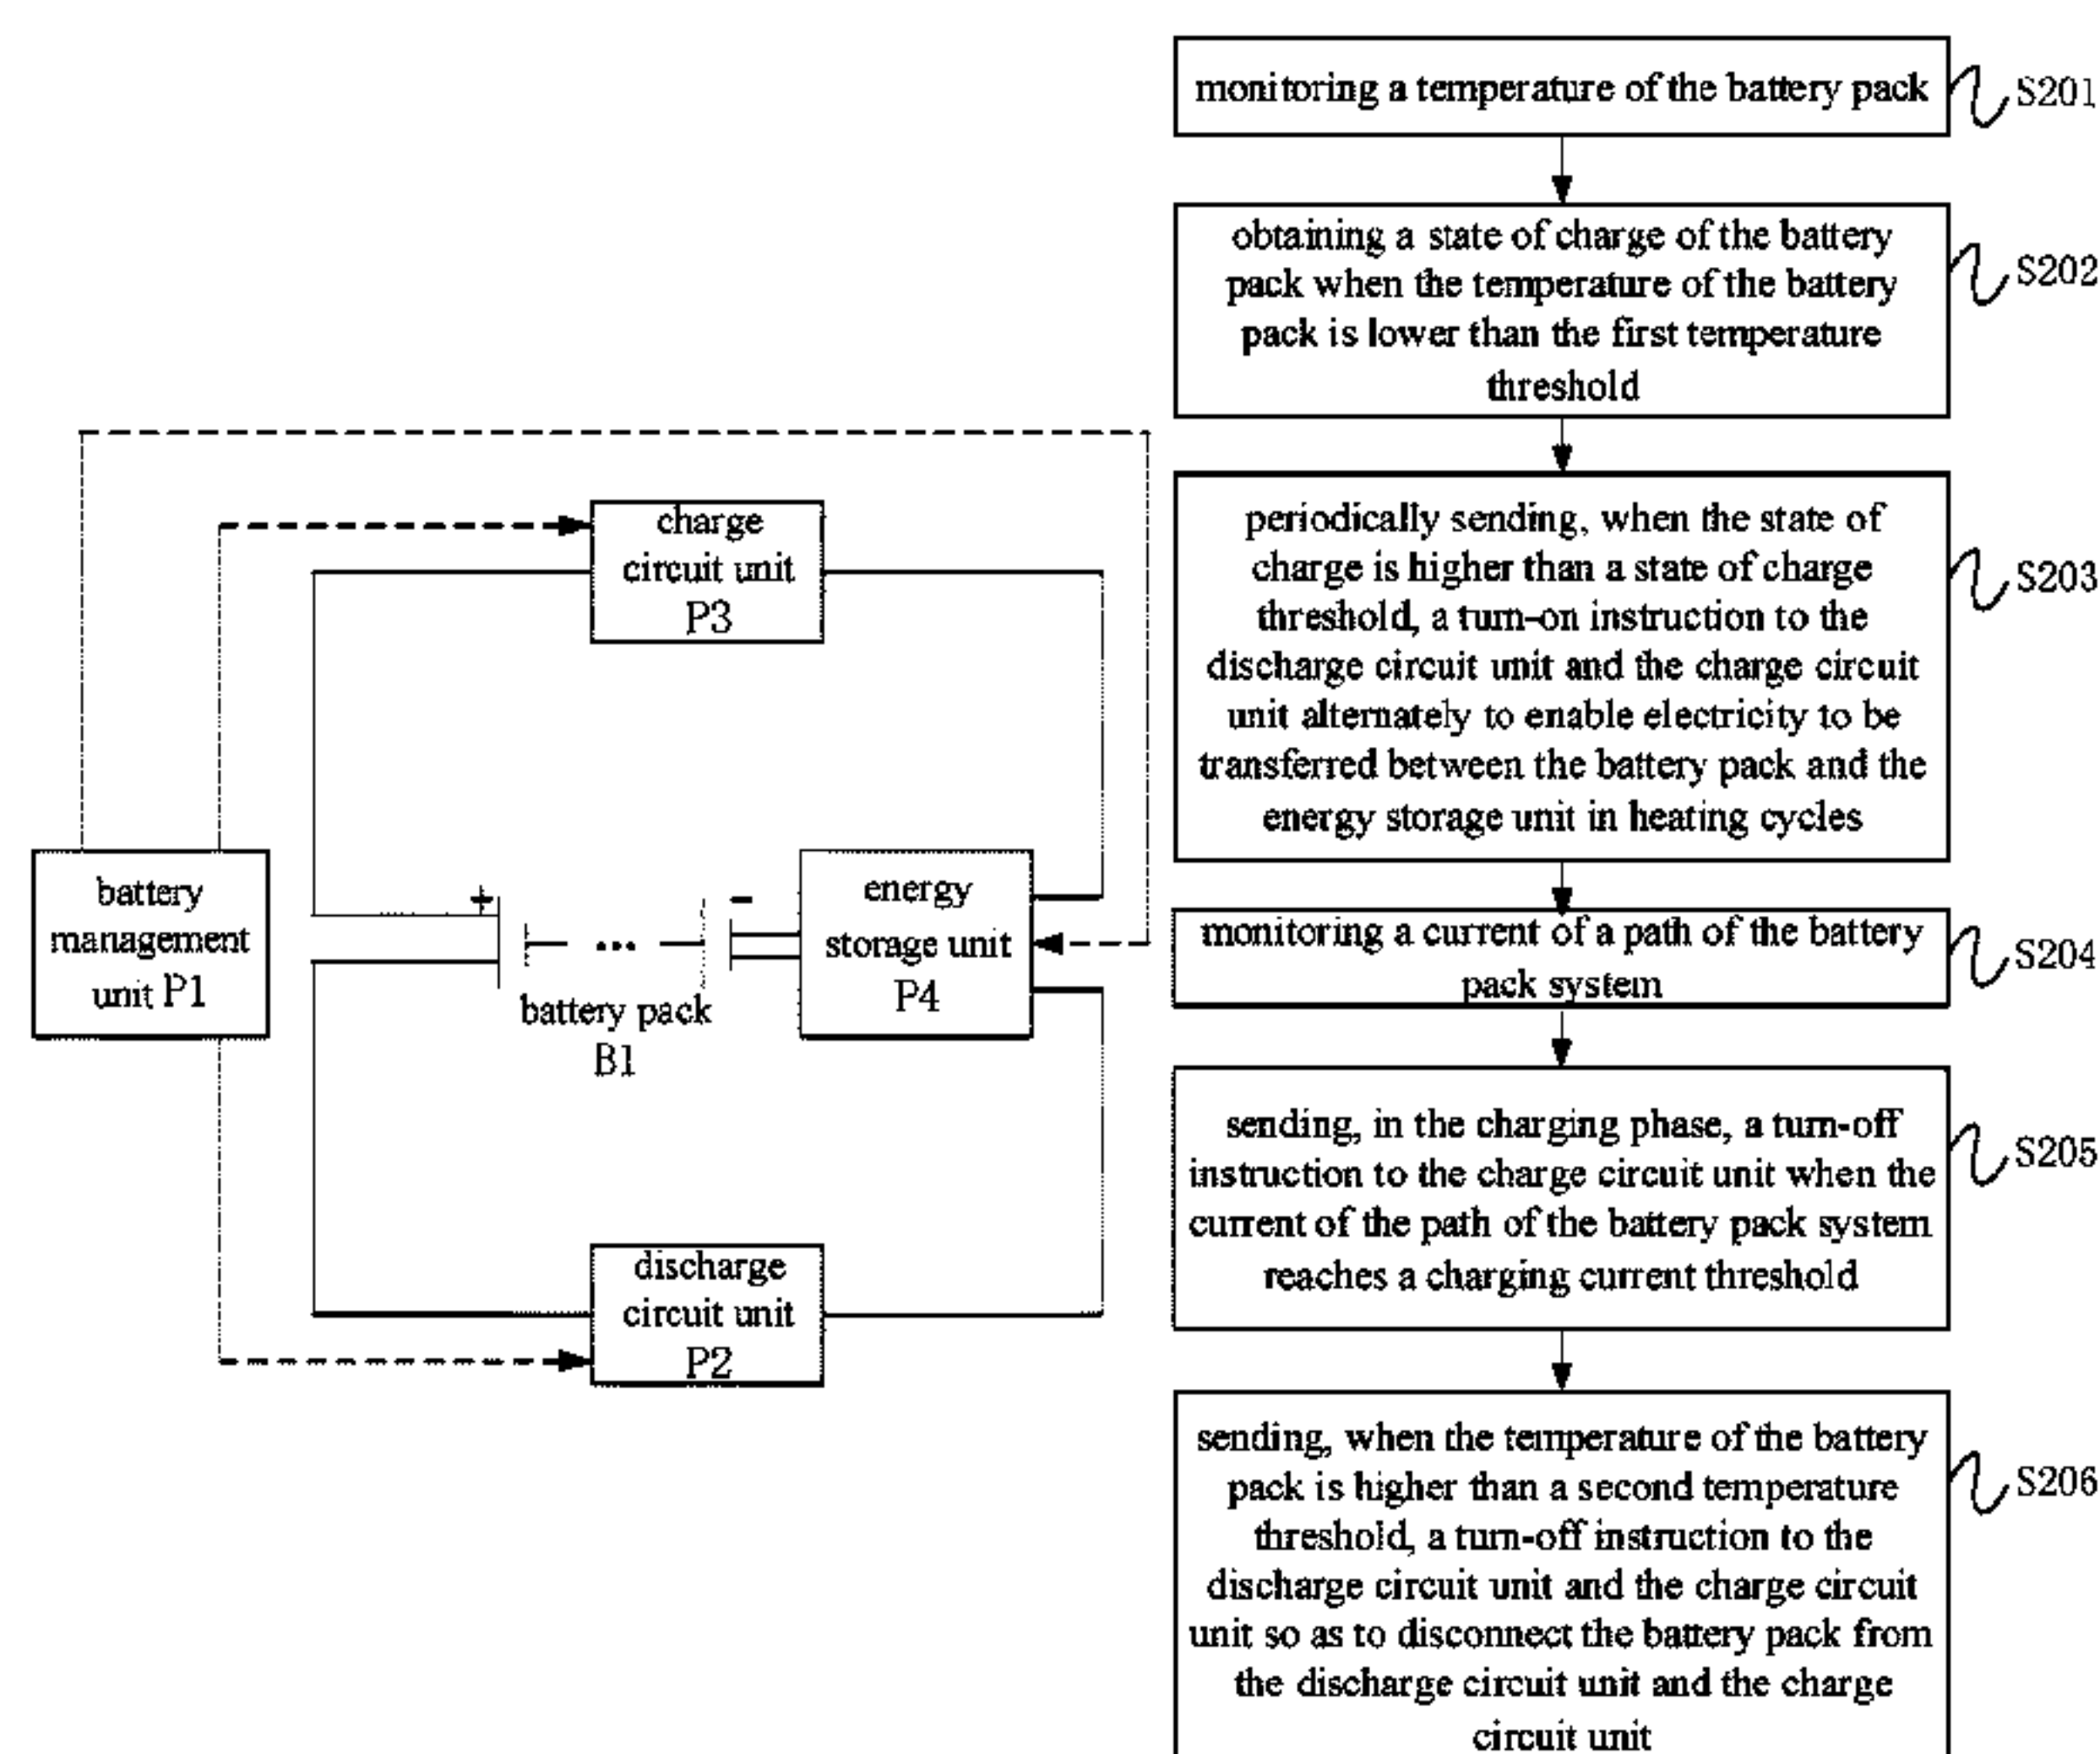 charge
circuit unit
P3
battery
management
unit P1
+
-
...
battery pack
B1
energy
storage unit
P4
discharge
circuit unit
P2
monitoring a temperature of the battery pack
S201
obtaining a state of charge of the battery
pack when the temperature of the battery
pack is lower than the first temperature
threshold
S202
periodically sending, when the state of
charge is higher than a state of charge
threshold, a turn-on instruction to the
discharge circuit unit and the charge circuit
unit alternately to enable electricity to be
transferred between the battery pack and the
energy storage unit in heating cycles
S203
monitoring a current of a path of the battery
pack system
S204
sending, in the charging phase, a turn-off
instruction to the charge circuit unit when the
current of the path of the battery pack system
reaches a charging current threshold
S205
sending, when the temperature of the battery
pack is higher than a second temperature
threshold, a turn-off instruction to the
discharge circuit unit and the charge circuit
unit so as to disconnect the battery pack from
the discharge circuit unit and the charge
circuit unit
S206